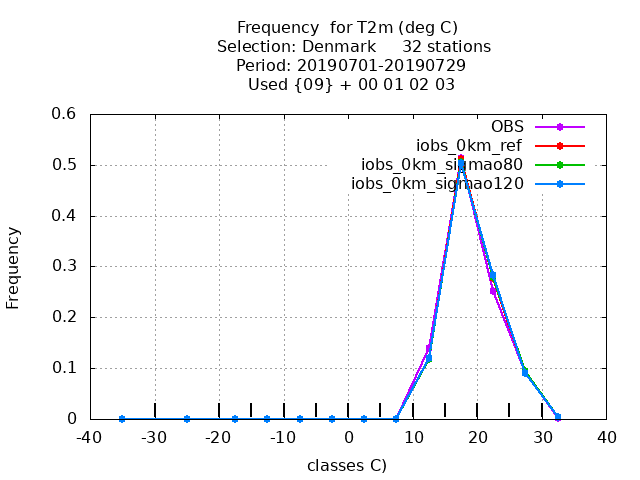 Frequency  for T2m (deg C)
Selection: Denmark     32 stations
Period: 20190701-20190729
Used {09} + 00 01 02 03
0.6
0.5
0.4
0.3
0.2
0.1
0
Frequency
OBS
iobs_0km_ref
iobs_0km_sigmao80
iobs_0km_sigmao120
-40 -30 -20 -10 0 10 20 30 40
classes C)